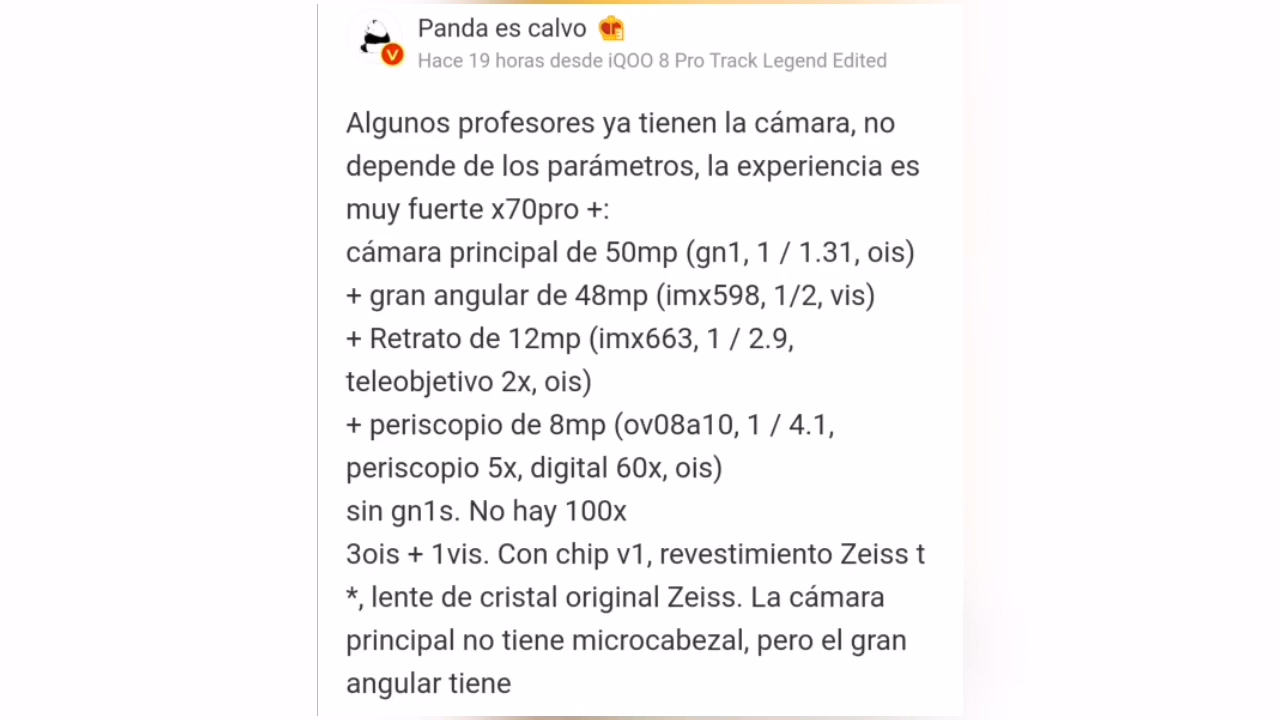 Panda es calvo
Hace 19 horas desde iQOO 8 Pro Track Legend Edited
Algunos profesores ya tienen la cámara, no
depende de los parámetros, la experiencia es
muy fuerte x70pro +:
cámara principal de 50mp (gn1, 1 / 1.31, ois)
+ gran angular de 48mp (imx598, 1/2, vis)
+ Retrato de 12mp (imx663, 1 / 2.9,
teleobjetivo 2x, ois)
+ periscopio de 8mp (ov08a10, 1 / 4.1,
periscopio 5x, digital 60x, ois)
sin gn1s. No hay 100x
3ois + 1vis. Con chip v1, revestimiento Zeiss t
*, lente de cristal original Zeiss. La cámara
principal no tiene microcabezal, pero el gran
angular tiene